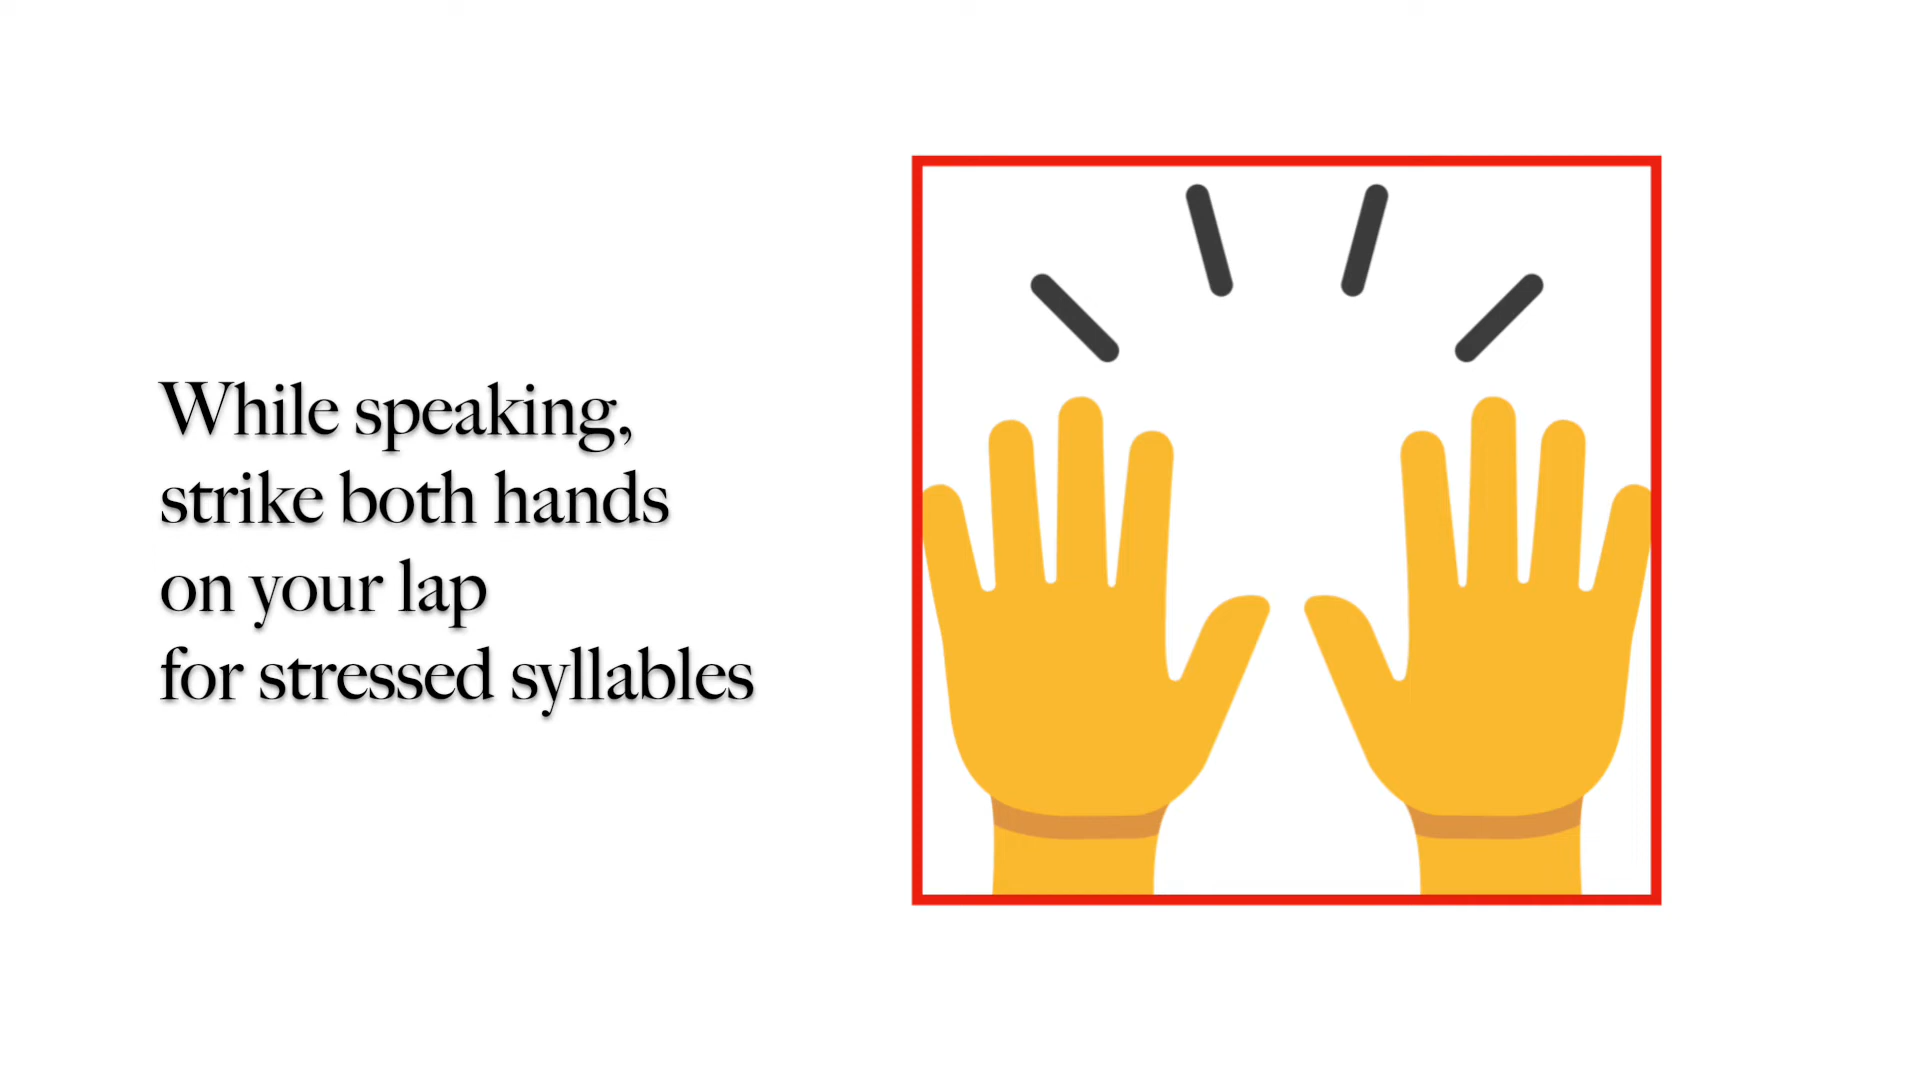 While speaking,
strike both hands
on your lap
for stressed syllables